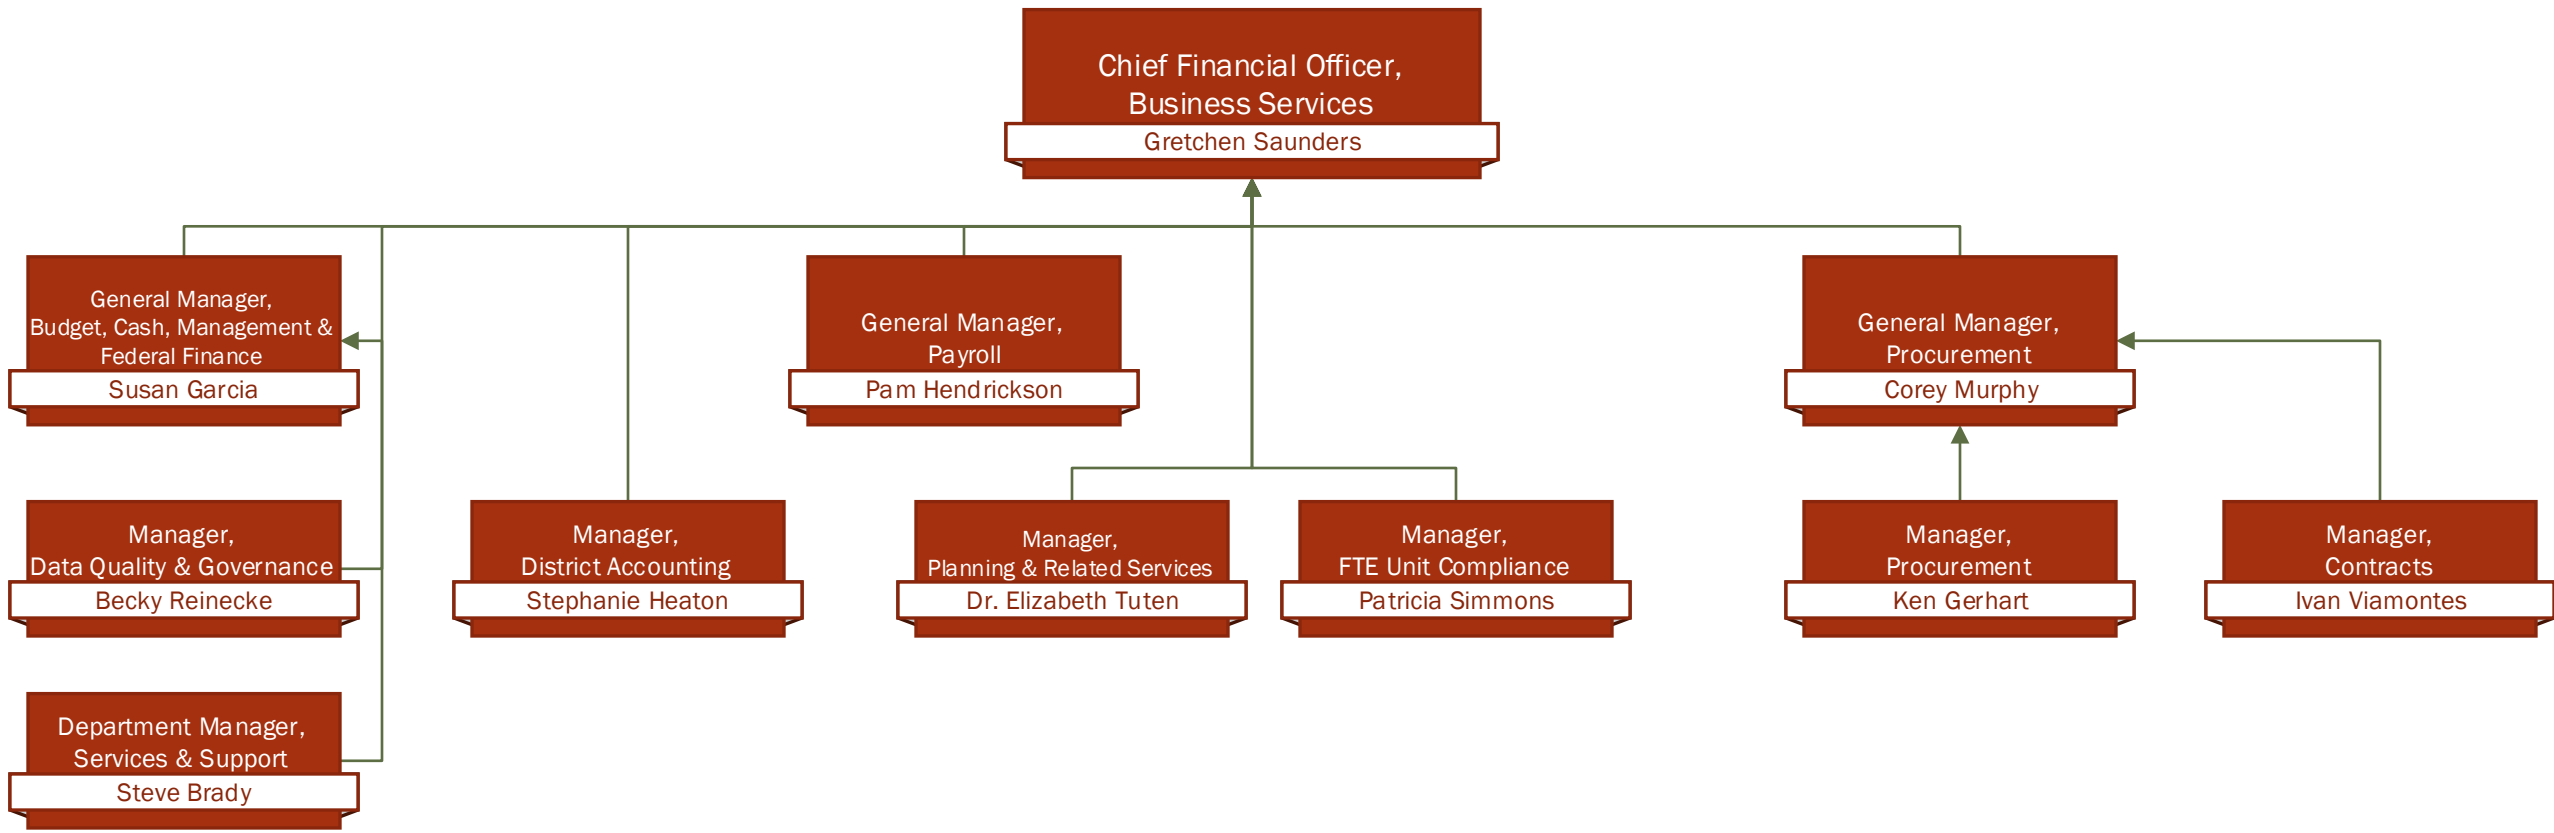 Chief Financial Officer,
Business Services
Gretchen Saunders
General Manager,
Budget, Cash, Management &
Federal Finance
Susan Garcia
General Manager,
Payroll
Pam Hendrickson
General Manager,
Procurement
Corey Murphy
Manager,
Data Quality & Governance
Becky Reinecke
Manager,
District Accounting
Stephanie Heaton
Manager,
Planning & Related Services
Dr. Elizabeth Tuten
Manager,
FTE Unit Compliance
Patricia Simmons
Manager,
Procurement
Ken Gerhart
Manager,
Contracts
Ivan Viamontes
Department Manager,
Services & Support
Steve Brady